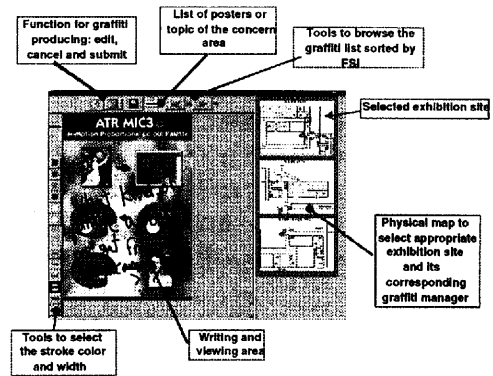 Function for graffiti
producing: edit,
cancel and submit
List of posters or
topic of the concern
area
Tools to browse the
graffiti list sorted by
FSI
Selected exhibition site
ATR MIC3
Physical map to
select appropriate
exhibition site
and its
corresponding
graffiti manager
Tools to select
the stroke color
and width
Writing and
viewing area